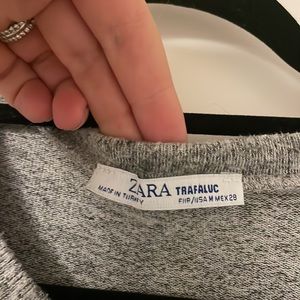 ZARA TRAFALUC
MADE IN TURKEY EUR/USA M MEX 28